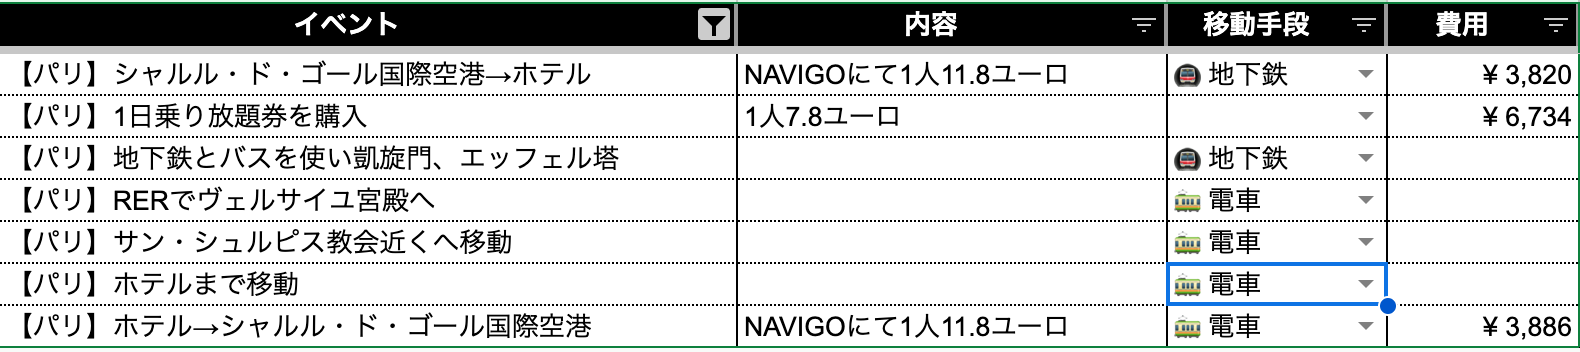 イベント 内容 移動手段 費用
【パリ】シャルル・ド・ゴール国際空港→ホテル NAVIGOにて1人11.8ユーロ 地下鉄 ¥ 3,820
【パリ】1日乗り放題券を購入 1人7.8ユーロ ¥ 6,734
【パリ】地下鉄とバスを使い凱旋門、エッフェル塔 地下鉄
【パリ】RERでヴェルサイユ宮殿へ 電車
【パリ】サン・シュルピス教会近くへ移動 電車
【パリ】ホテルまで移動 電車
【パリ】ホテル→シャルル・ド・ゴール国際空港 NAVIGOにて1人11.8ユーロ 電車 ¥ 3,886